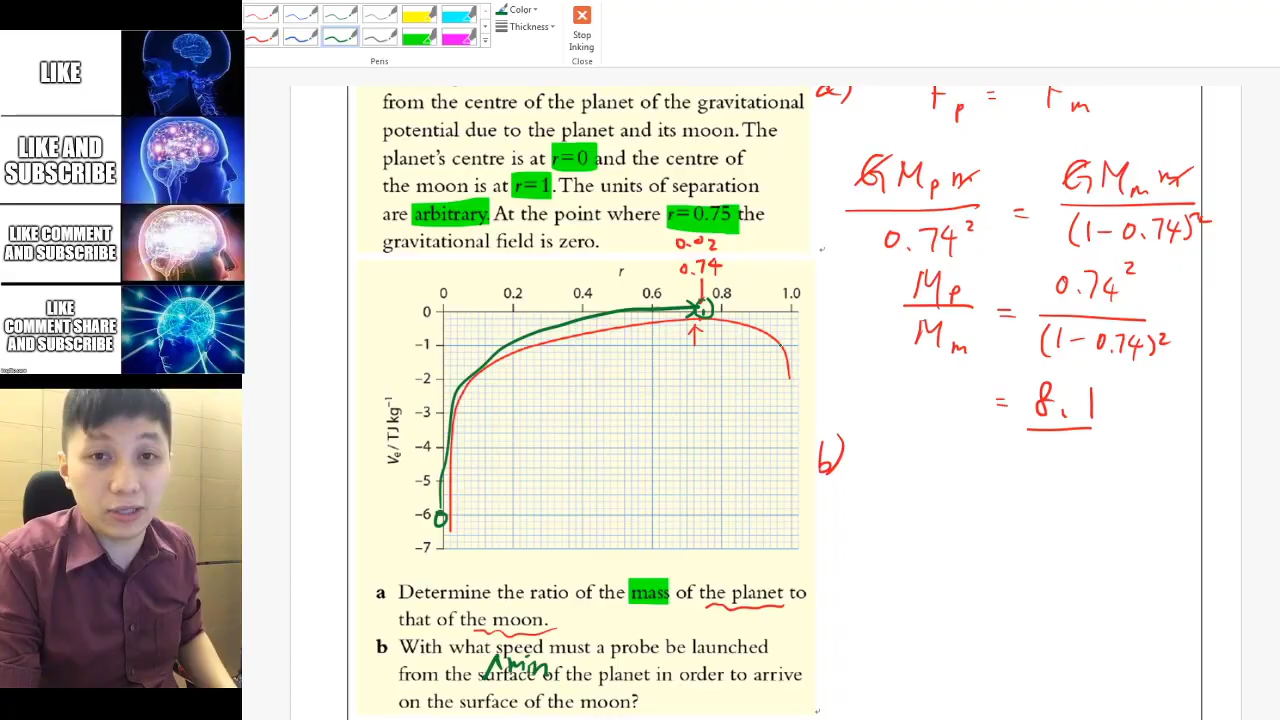 LIKE
LIKE AND
SUBSCRIBE
LIKE COMMENT
AND SUBSCRIBE
LIKE
COMMENT SHARE
AND SUBSCRIBE
Color
Thickness
Pens
Stop
Inking
Close
from the centre of the planet of the gravitational
potential due to the planet and its moon. The
planet's centre is at r=0 and the centre of
the moon is at r=1. The units of separation
are arbitrary. At the point where r=0.75 the
gravitational field is zero.
0.02
0.74
r
0 0.2 0.4 0.6 0.8 1.0
0
−1
−2
−3
−4
−5
−6
−7
Ve / TJ kg⁻¹
a Determine the ratio of the mass of the planet to
that of the moon.
b With what speed must a probe be launched
min
from the surface of the planet in order to arrive
on the surface of the moon?
a) Fp = Fm
GMpm / 0.74² = GMmm / (1-0.74)²
Mp / Mm = 0.74² / (1-0.74)²
= 8.1
b)